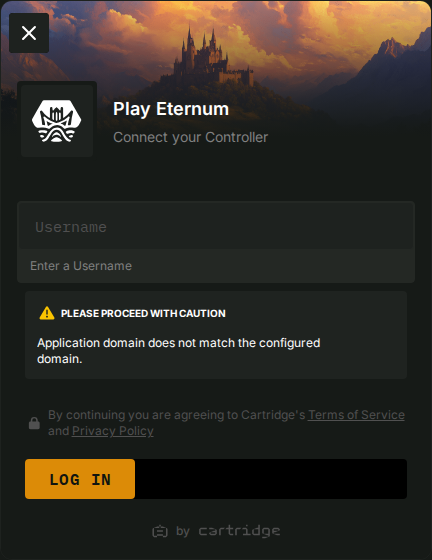 Play Eternum
Connect your Controller
Username
Enter a Username
PLEASE PROCEED WITH CAUTION
Application domain does not match the configured
domain.
By continuing you are agreeing to Cartridge's Terms of Service
and Privacy Policy
LOG IN
by cartridge